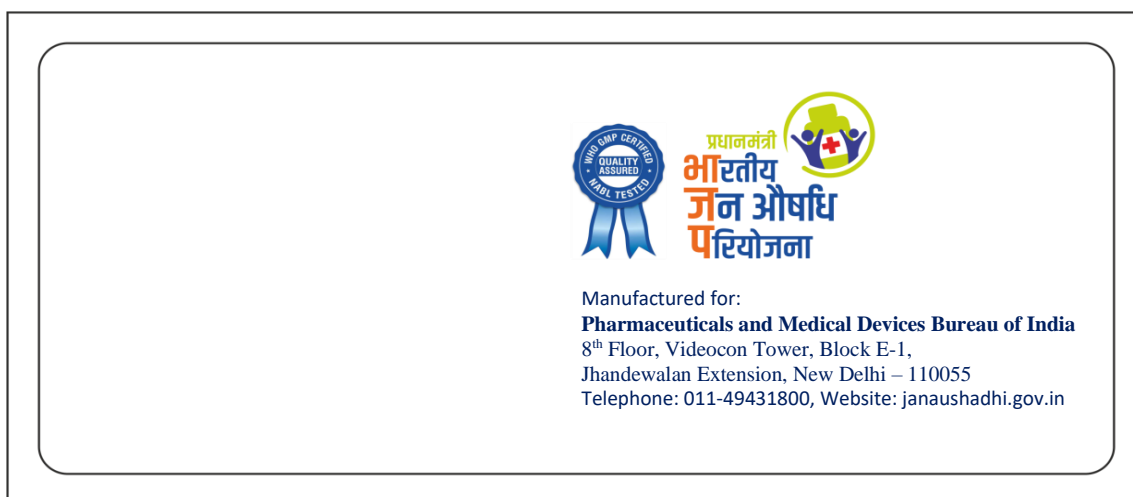 WHO GMP CERTIFIED
QUALITY
ASSURED
NABL TESTED
प्रधानमंत्री
भारतीय
जन औषधि
परियोजना
Manufactured for:
Pharmaceuticals and Medical Devices Bureau of India
8th Floor, Videocon Tower, Block E-1,
Jhandewalan Extension, New Delhi – 110055
Telephone: 011-49431800, Website: janaushadhi.gov.in